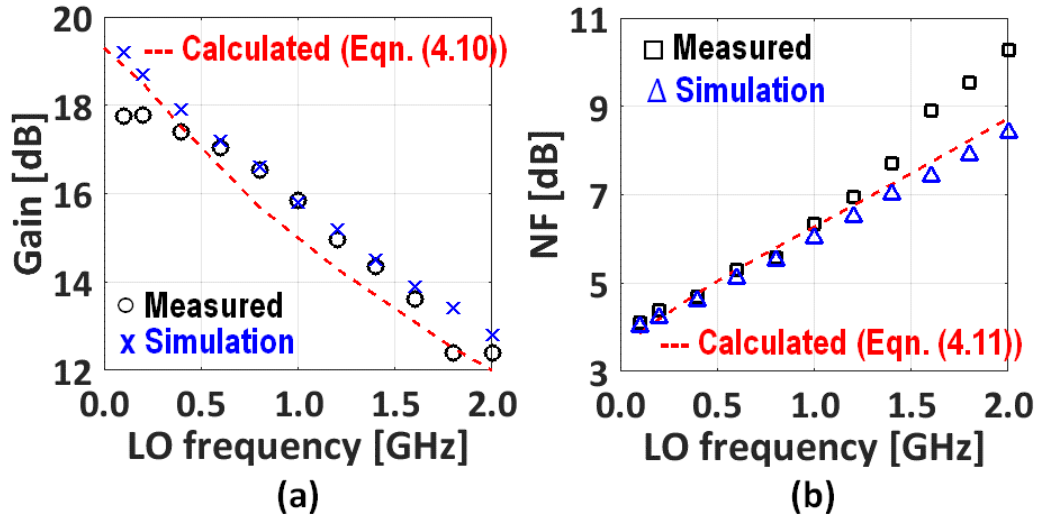 20
18
16
14
12
Gain [dB]
--- Calculated (Eqn. (4.10))
○ Measured
x Simulation
0.0 0.5 1.0 1.5 2.0
LO frequency [GHz]
(a)
11
9
7
5
3
NF [dB]
□ Measured
△ Simulation
--- Calculated (Eqn. (4.11))
0.0 0.5 1.0 1.5 2.0
LO frequency [GHz]
(b)